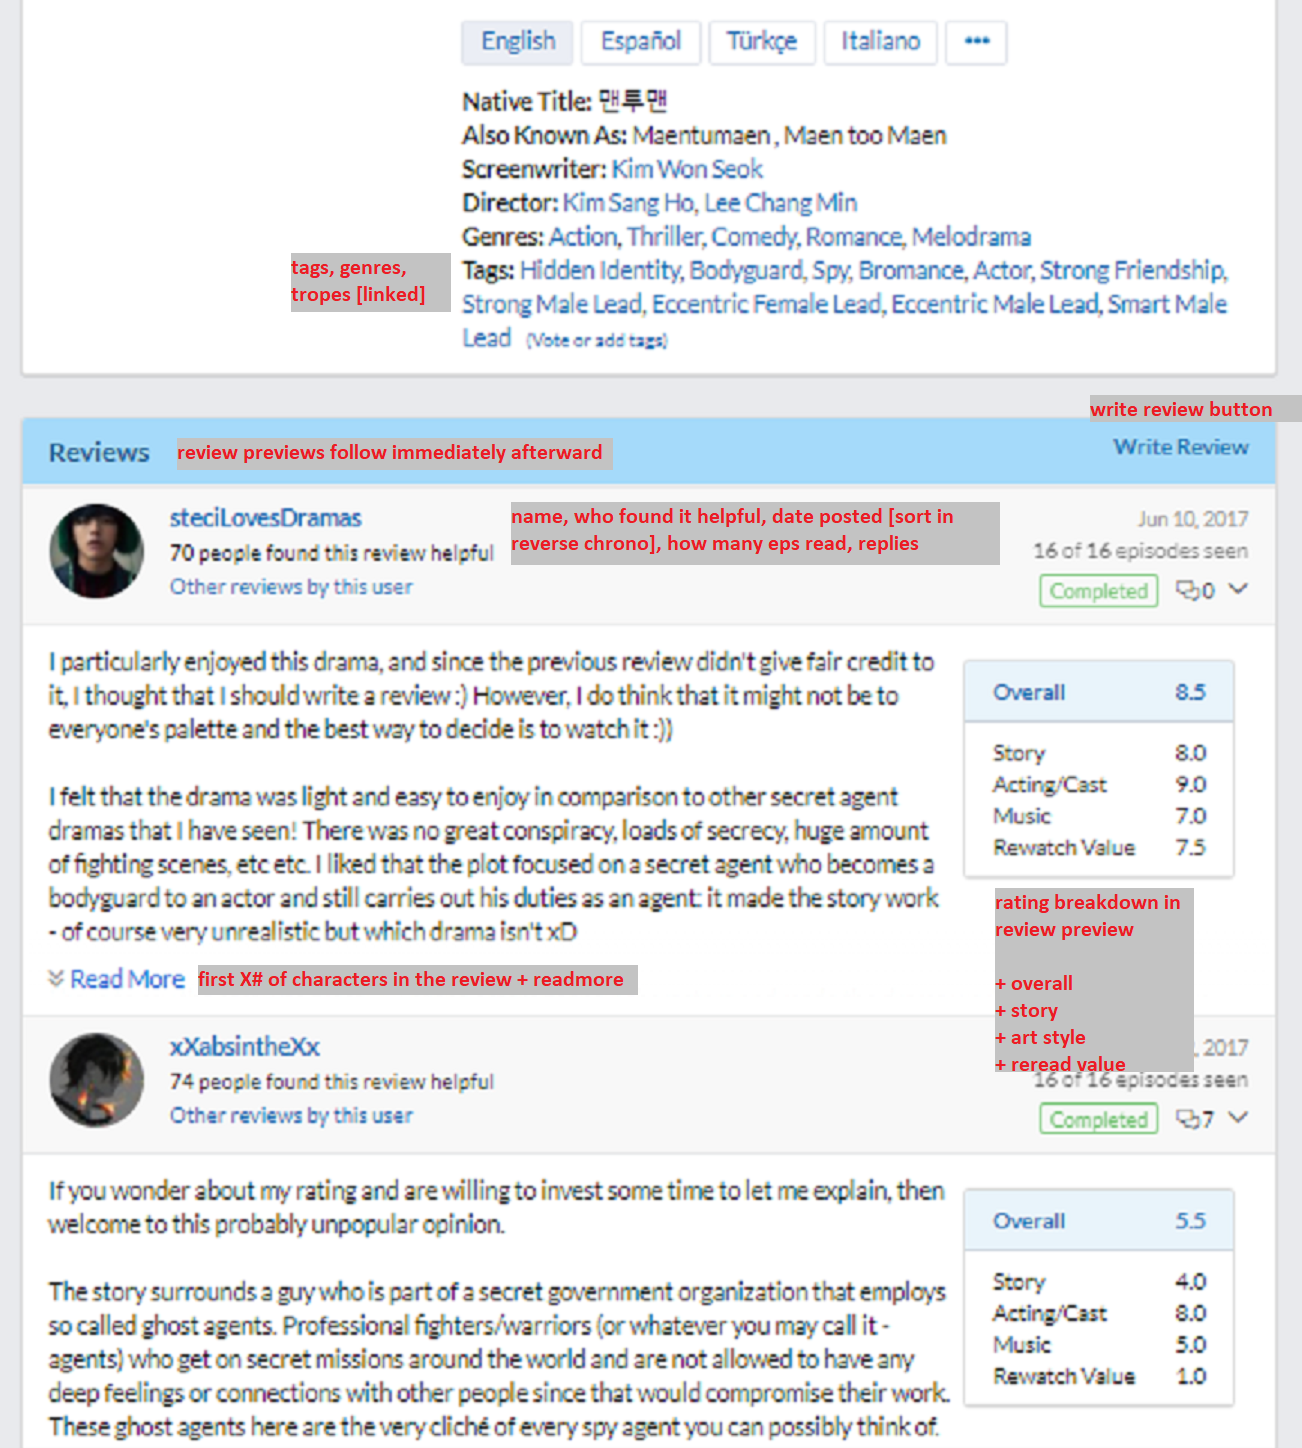 English Español Türkçe Italiano •••
Native Title: 맨투맨
Also Known As: Maentumaen , Maen too Maen
Screenwriter: Kim Won Seok
Director: Kim Sang Ho, Lee Chang Min
Genres: Action, Thriller, Comedy, Romance, Melodrama
tags, genres,
tropes [linked]
Tags: Hidden Identity, Bodyguard, Spy, Bromance, Actor, Strong Friendship,
Strong Male Lead, Eccentric Female Lead, Eccentric Male Lead, Smart Male
Lead (Vote or add tags)
write review button
Reviews review previews follow immediately afterward Write Review
steciLovesDramas
70 people found this review helpful
Other reviews by this user
name, who found it helpful, date posted [sort in
reverse chrono], how many eps read, replies
Jun 10, 2017
16 of 16 episodes seen
Completed 0
I particularly enjoyed this drama, and since the previous review didn't give fair credit to
it, I thought that I should write a review :) However, I do think that it might not be to
everyone's palette and the best way to decide is to watch it :))
I felt that the drama was light and easy to enjoy in comparison to other secret agent
dramas that I have seen! There was no great conspiracy, loads of secrecy, huge amount
of fighting scenes, etc etc. I liked that the plot focused on a secret agent who becomes a
bodyguard to an actor and still carries out his duties as an agent: it made the story work
- of course very unrealistic but which drama isn't xD
Read More first X# of characters in the review + readmore
Overall 8.5
Story 8.0
Acting/Cast 9.0
Music 7.0
Rewatch Value 7.5
rating breakdown in
review preview
+ overall
+ story
+ art style
+ reread value
xXabsintheXx
74 people found this review helpful
Other reviews by this user
, 2017
16 of 16 episodes seen
Completed 7
If you wonder about my rating and are willing to invest some time to let me explain, then
welcome to this probably unpopular opinion.
The story surrounds a guy who is part of a secret government organization that employs
so called ghost agents. Professional fighters/warriors (or whatever you may call it -
agents) who get on secret missions around the world and are not allowed to have any
deep feelings or connections with other people since that would compromise their work.
These ghost agents here are the very cliché of every spy agent you can possibly think of.
Overall 5.5
Story 4.0
Acting/Cast 8.0
Music 5.0
Rewatch Value 1.0